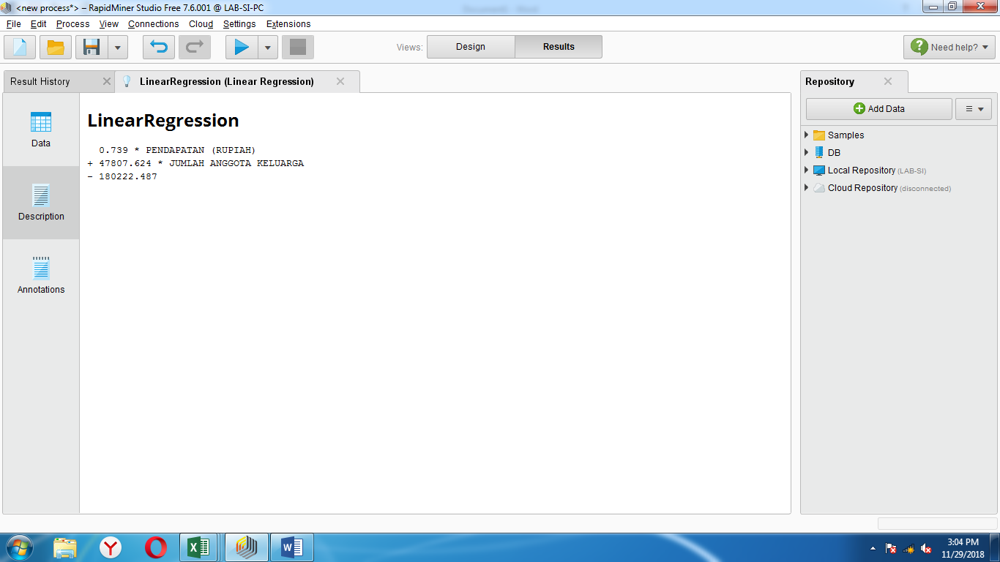 <new process*> – RapidMiner Studio Free 7.6.001 @ LAB-SI-PC
File Edit Process View Connections Cloud Settings Extensions
Views: Design Results Need help?
Result History LinearRegression (Linear Regression) Repository
LinearRegression
0.739 * PENDAPATAN (RUPIAH)
+ 47807.624 * JUMLAH ANGGOTA KELUARGA
- 180222.487
Data
Description
Annotations
Add Data
Samples
DB
Local Repository (LAB-SI)
Cloud Repository (disconnected)
3:04 PM
11/29/2018